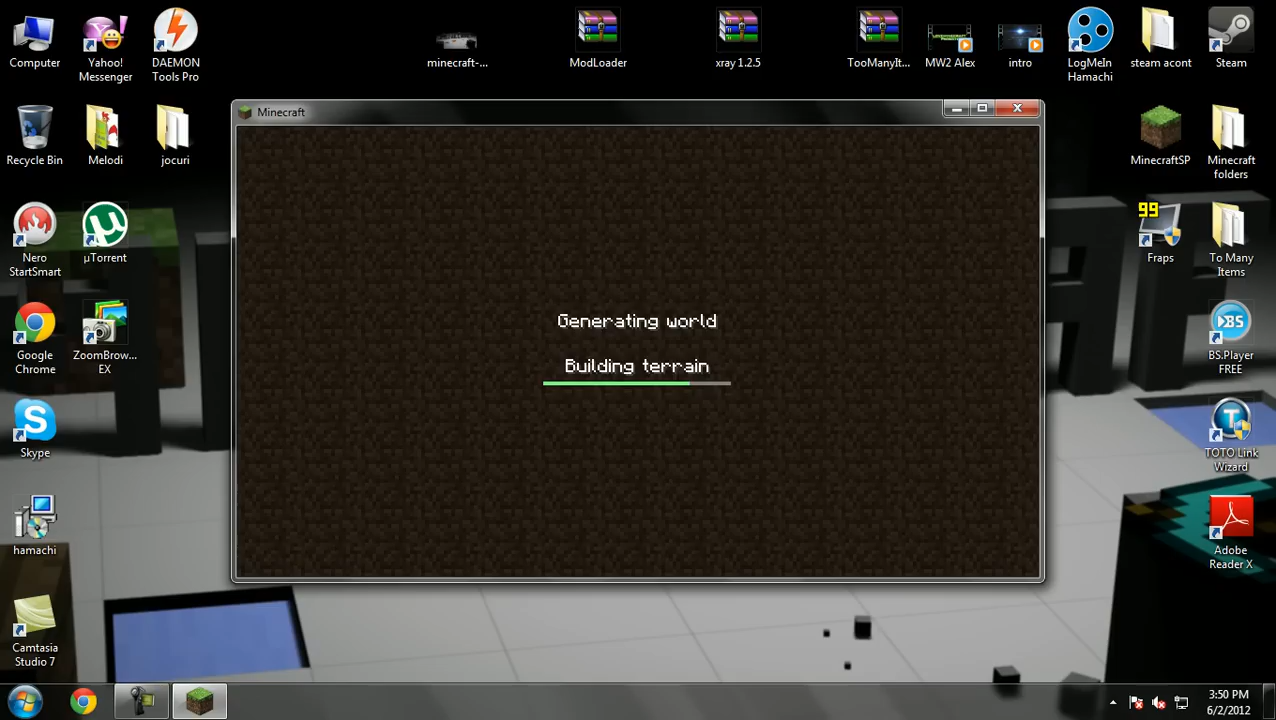 Computer
Yahoo!
Messenger
DAEMON
Tools Pro
minecraft-...
ModLoader
xray 1.2.5
TooManyIt...
MW2 Alex
intro
LogMeIn
Hamachi
steam acont
Steam
Minecraft
Recycle Bin
Melodi
jocuri
MinecraftSP
Minecraft
folders
99
Nero
StartSmart
µTorrent
Fraps
To Many
Items
Generating world
Building terrain
Google
Chrome
ZoomBrow...
EX
BS
BS.Player
FREE
Skype
TOTO Link
Wizard
hamachi
Adobe
Reader X
Camtasia
Studio 7
3:50 PM
6/2/2012